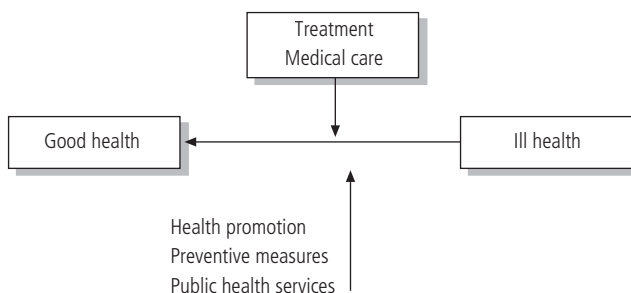 Treatment
Medical care
Good health
Ill health
Health promotion
Preventive measures
Public health services